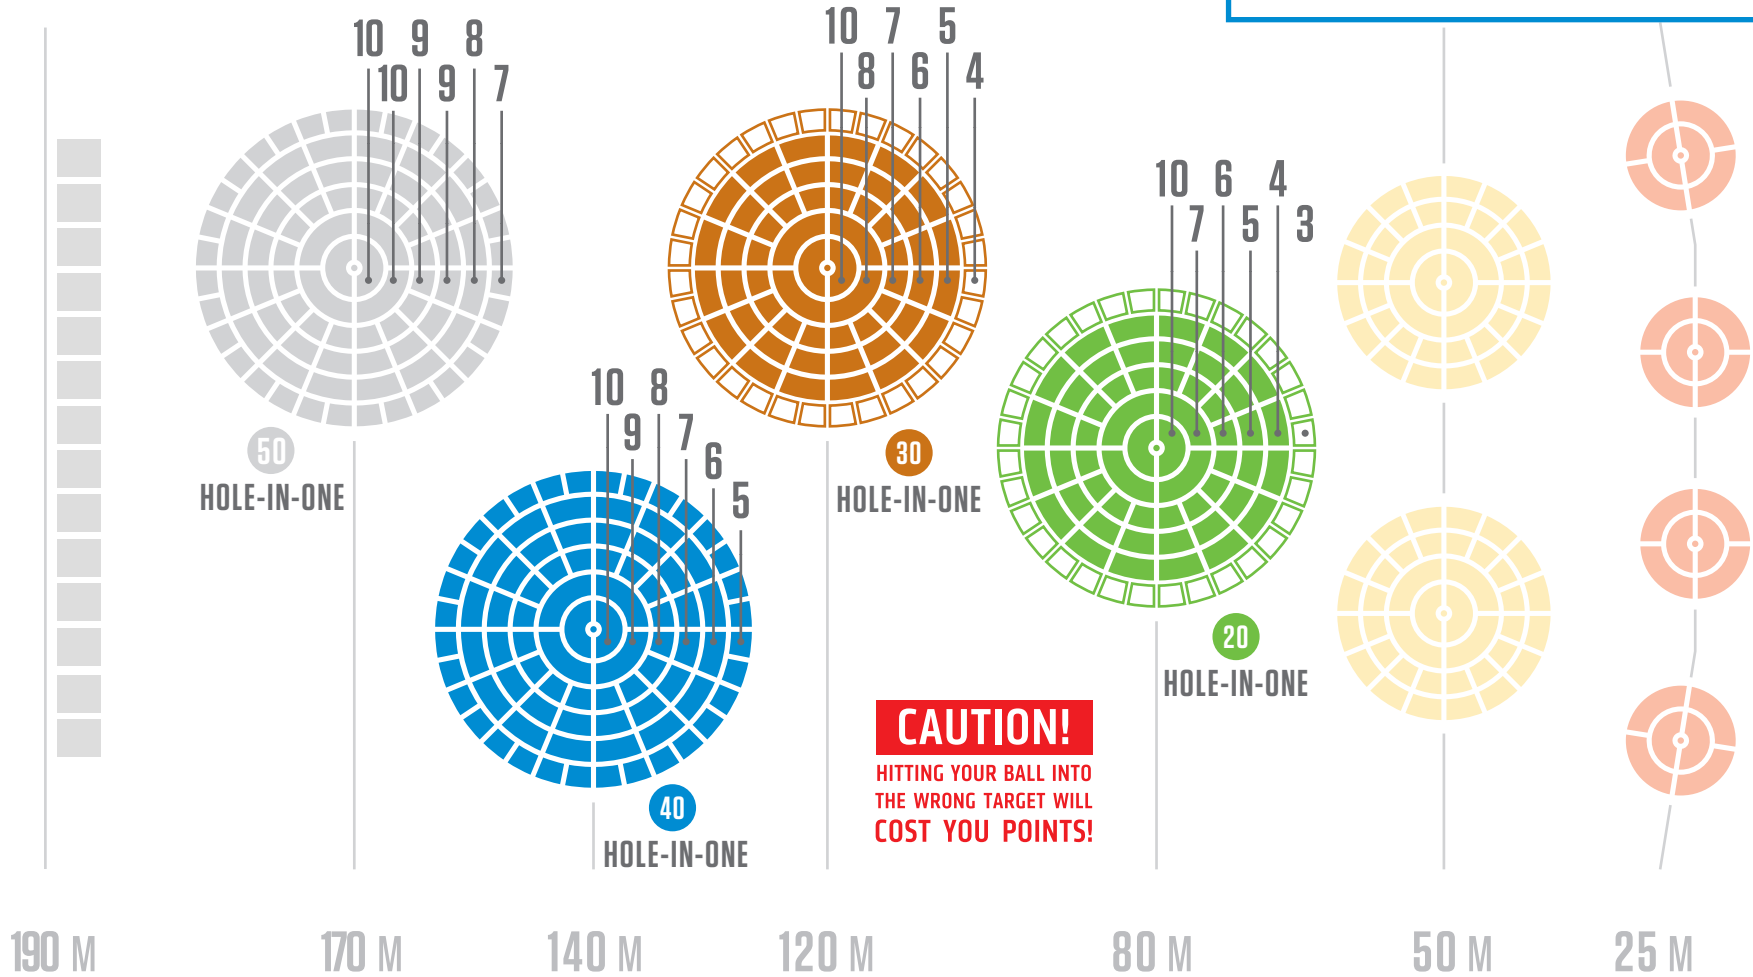 10 9 8
10 9 7
10 7 5
8 6 4
10 6 4
7 5 3
50
HOLE-IN-ONE
30
HOLE-IN-ONE
10 8
9 7
6
5
20
HOLE-IN-ONE
40
HOLE-IN-ONE
CAUTION!
HITTING YOUR BALL INTO
THE WRONG TARGET WILL
COST YOU POINTS!
190 M 170 M 140 M 120 M 80 M 50 M 25 M